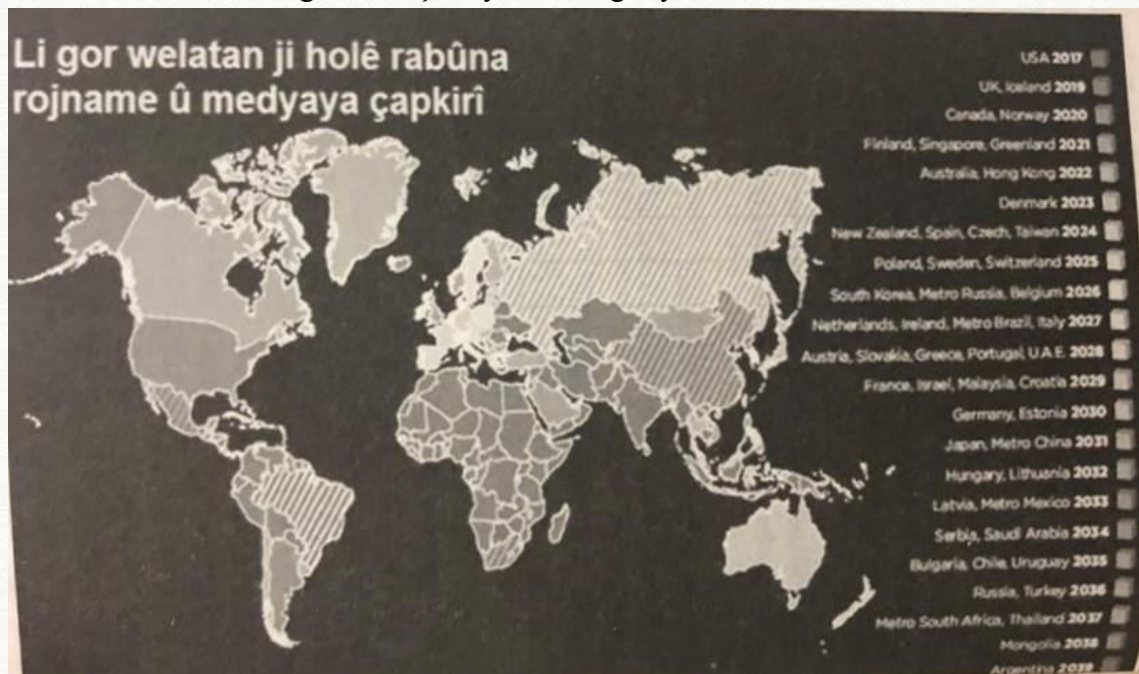 Li gor welatan ji holê rabûna
rojname û medyaya çapkirî
USA 2017
UK, Iceland 2019
Canada, Norway 2020
Finland, Singapore, Greenland 2021
Australia, Hong Kong 2022
Denmark 2023
New Zealand, Spain, Czech, Taiwan 2024
Poland, Sweden, Switzerland 2025
South Korea, Metro Russia, Belgium 2026
Netherlands, Ireland, Metro Brazil, Italy 2027
Austria, Slovakia, Greece, Portugal, U.A.E. 2028
France, Israel, Malaysia, Croatia 2029
Germany, Estonia 2030
Japan, Metro China 2031
Hungary, Lithuania 2032
Latvia, Metro Mexico 2033
Serbia, Saudi Arabia 2034
Bulgaria, Chile, Uruguay 2035
Russia, Turkey 2036
Metro South Africa, Thailand 2037
Mongolia 2038
Argentina 2039